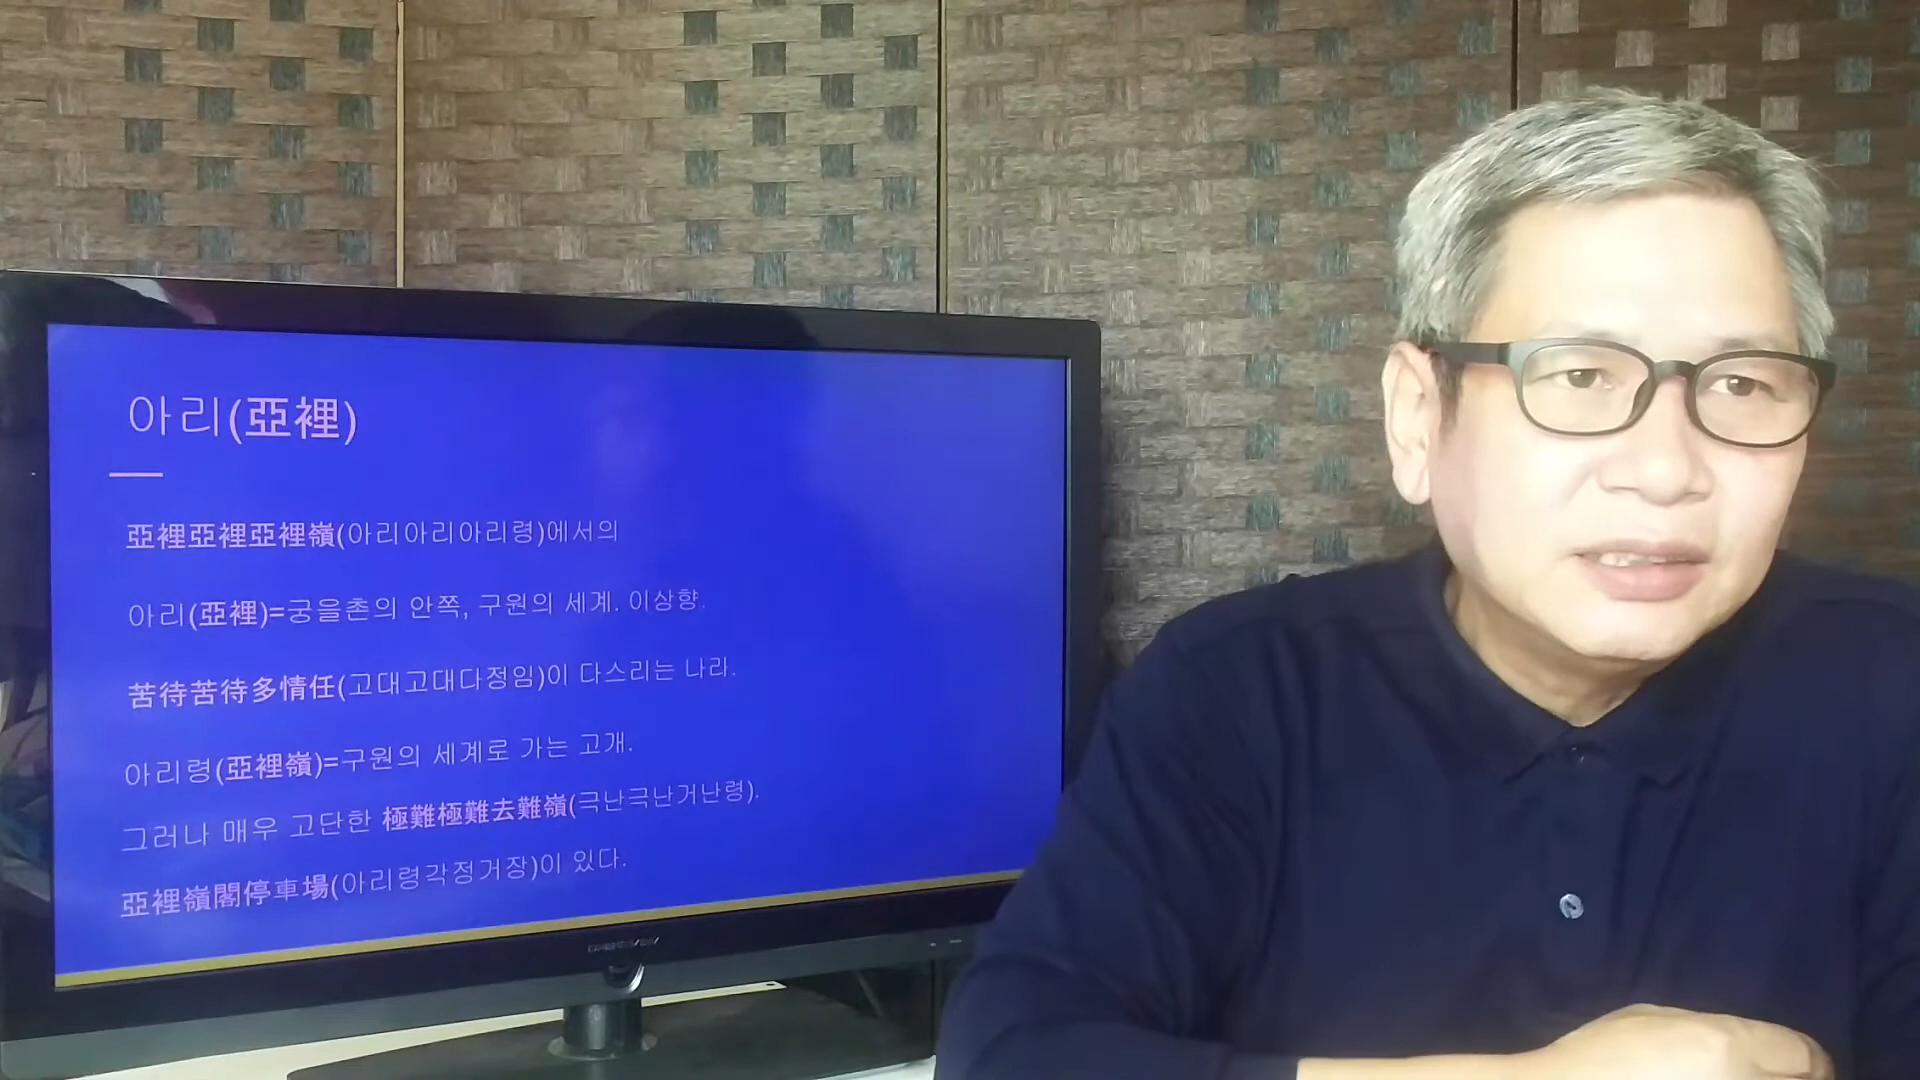 아리(亞裡)
亞裡亞裡亞裡嶺(아리아리아리령)에서의
아리(亞裡)=궁을촌의 안쪽, 구원의 세계. 이상향.
苦待苦待多情任(고대고대다정임)이 다스리는 나라.
아리령(亞裡嶺)=구원의 세계로 가는 고개.
그러나 매우 고단한 極難極難去難嶺(극난극난거난령).
亞裡嶺閣停車場(아리령각정거장)이 있다.